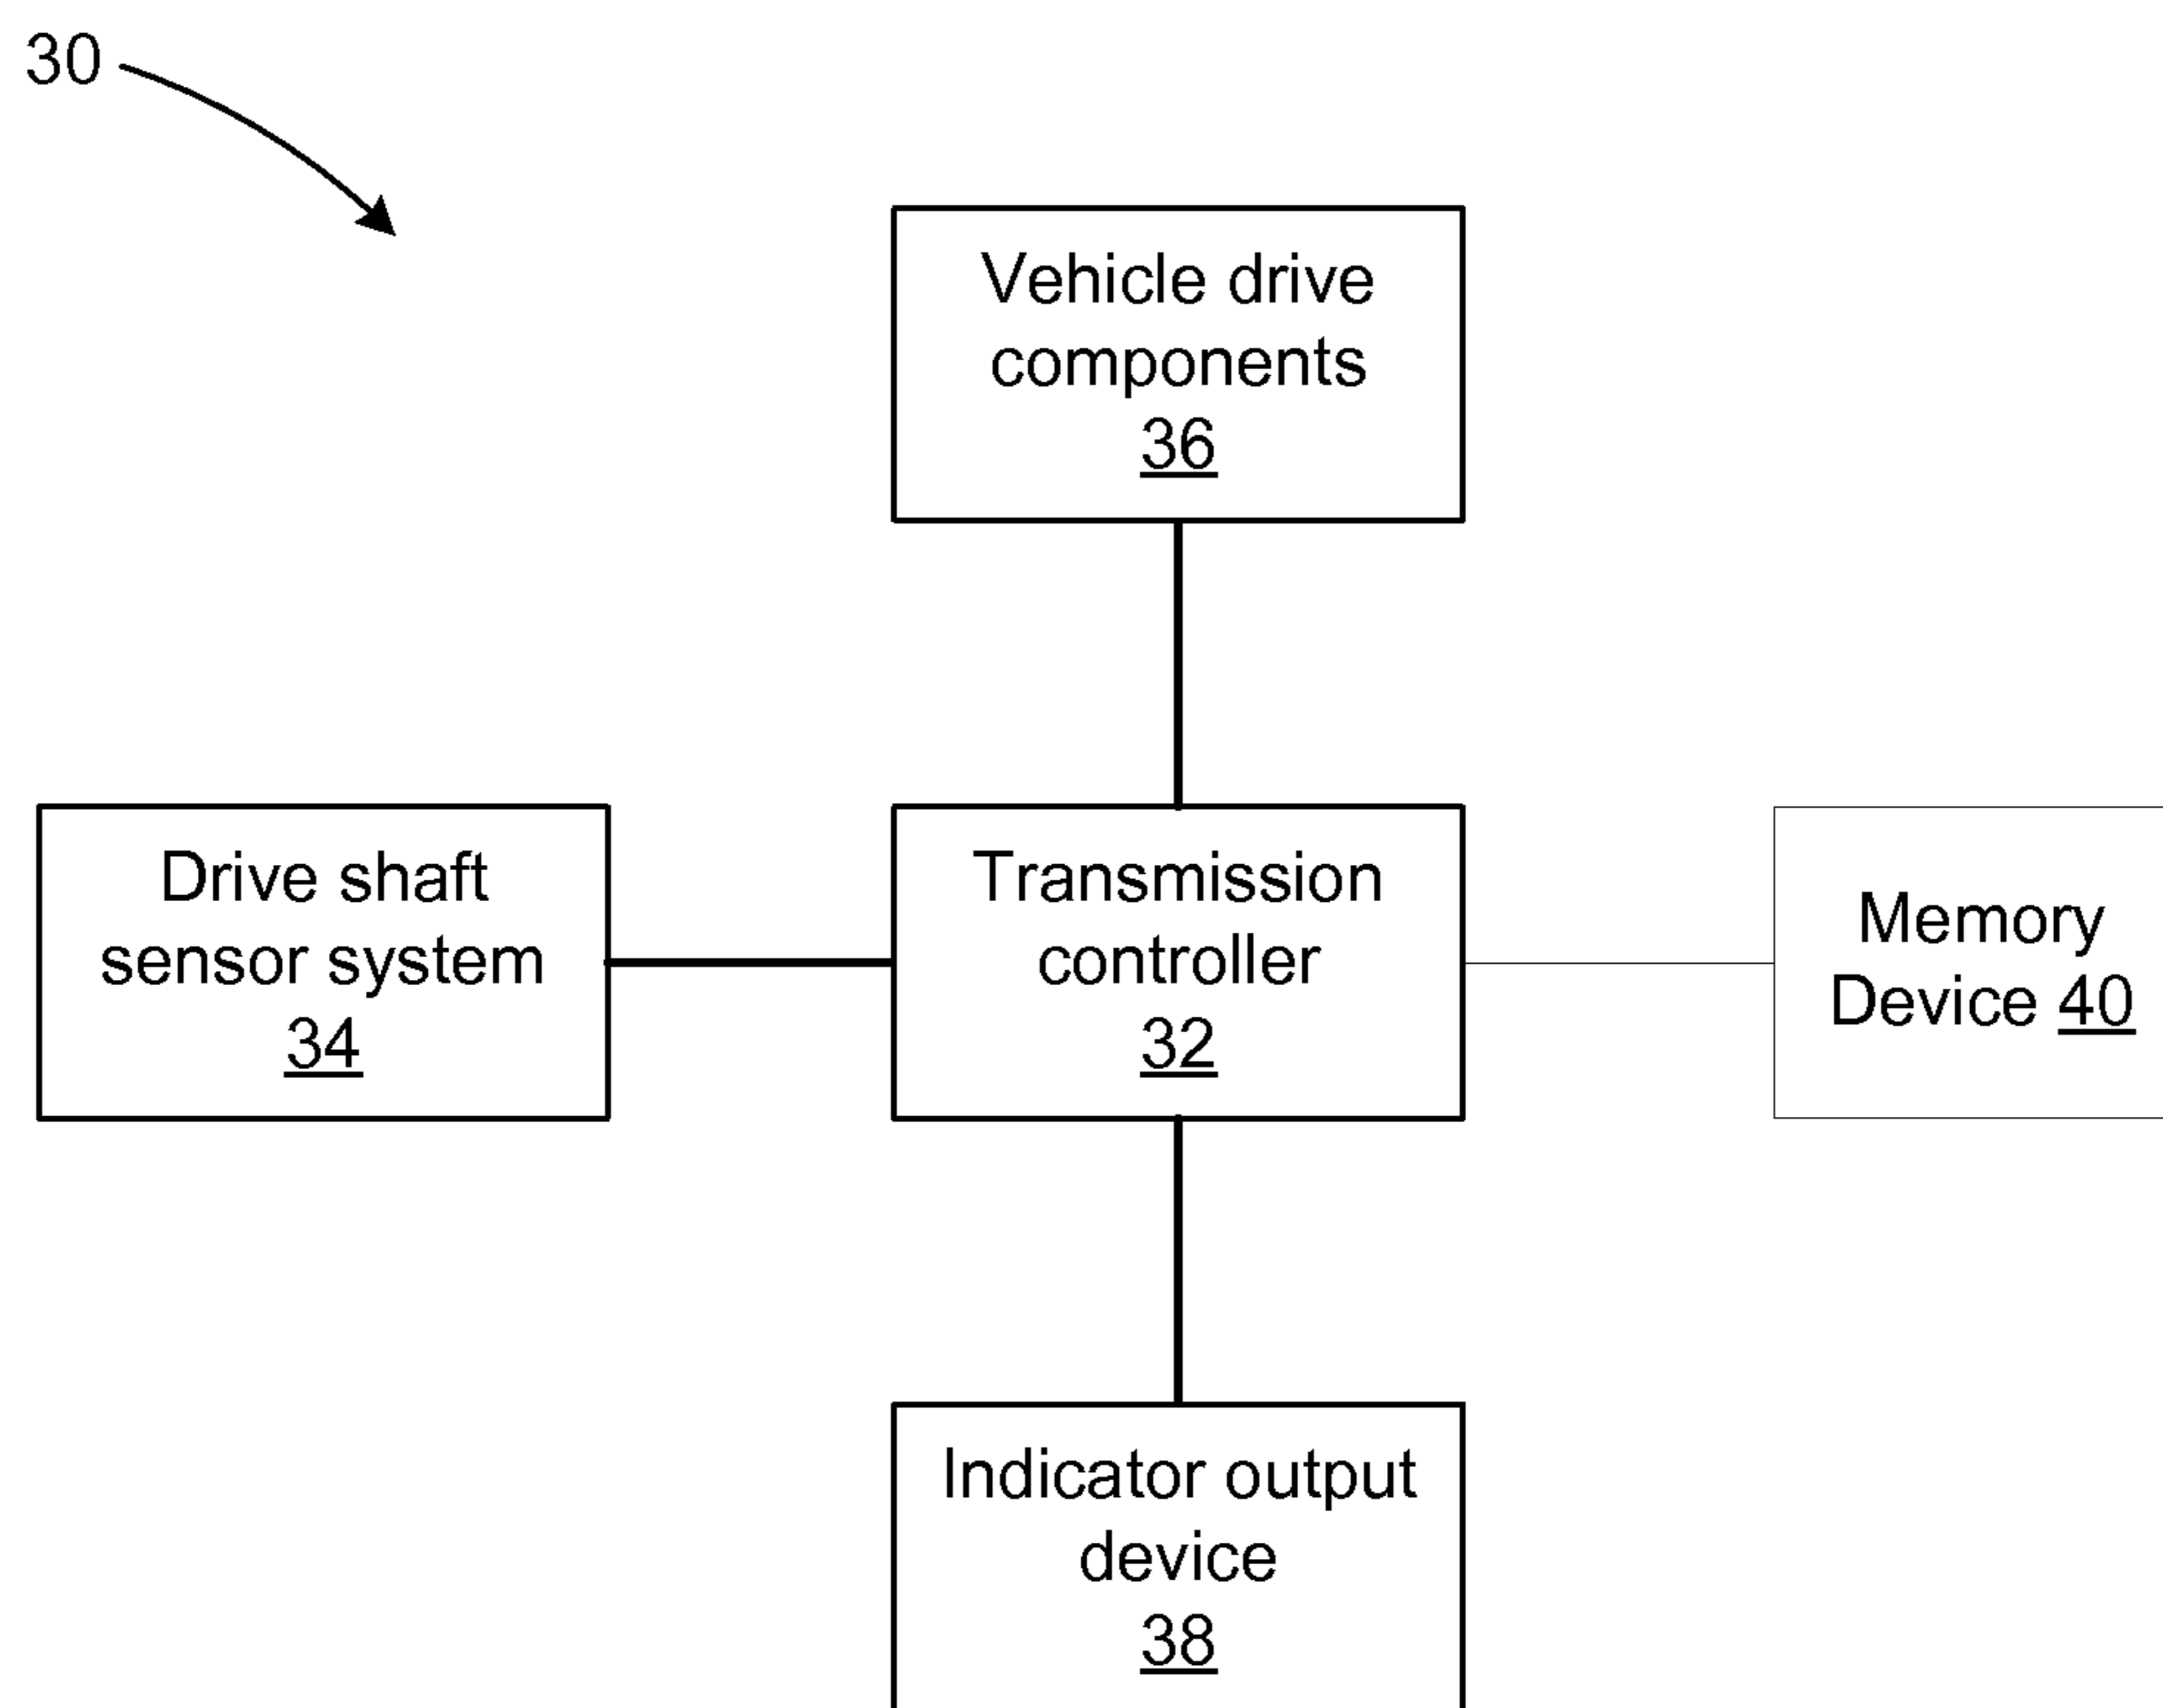 30
Vehicle drive
components
36
Drive shaft
sensor system
34
Transmission
controller
32
Memory
Device 40
Indicator output
device
38